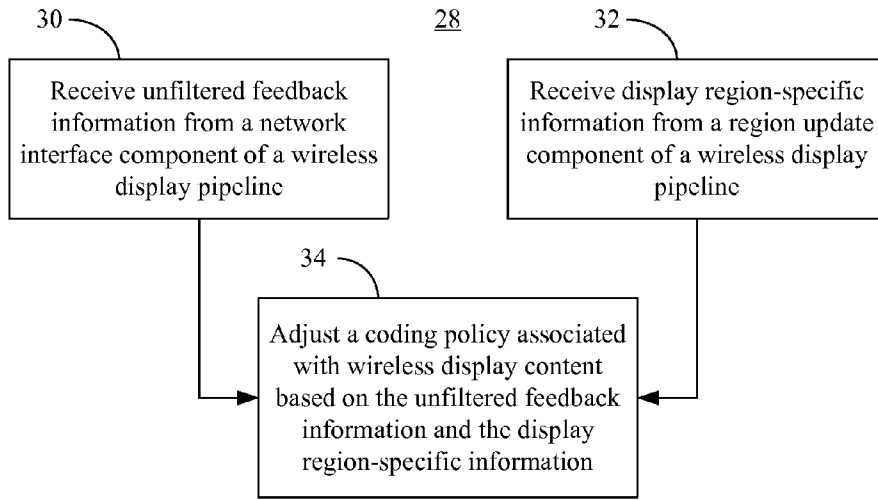 30
28
32
Receive unfiltered feedback
information from a network
interface component of a wireless
display pipeline
Receive display region-specific
information from a region update
component of a wireless display
pipeline
34
Adjust a coding policy associated
with wireless display content
based on the unfiltered feedback
information and the display
region-specific information